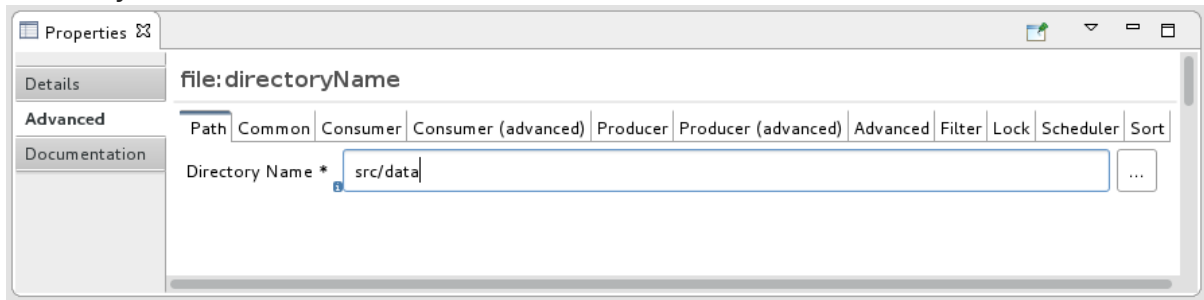 Properties
Details
Advanced
Documentation
file:directoryName
Path Common Consumer Consumer (advanced) Producer Producer (advanced) Advanced Filter Lock Scheduler Sort
Directory Name * src/data ...